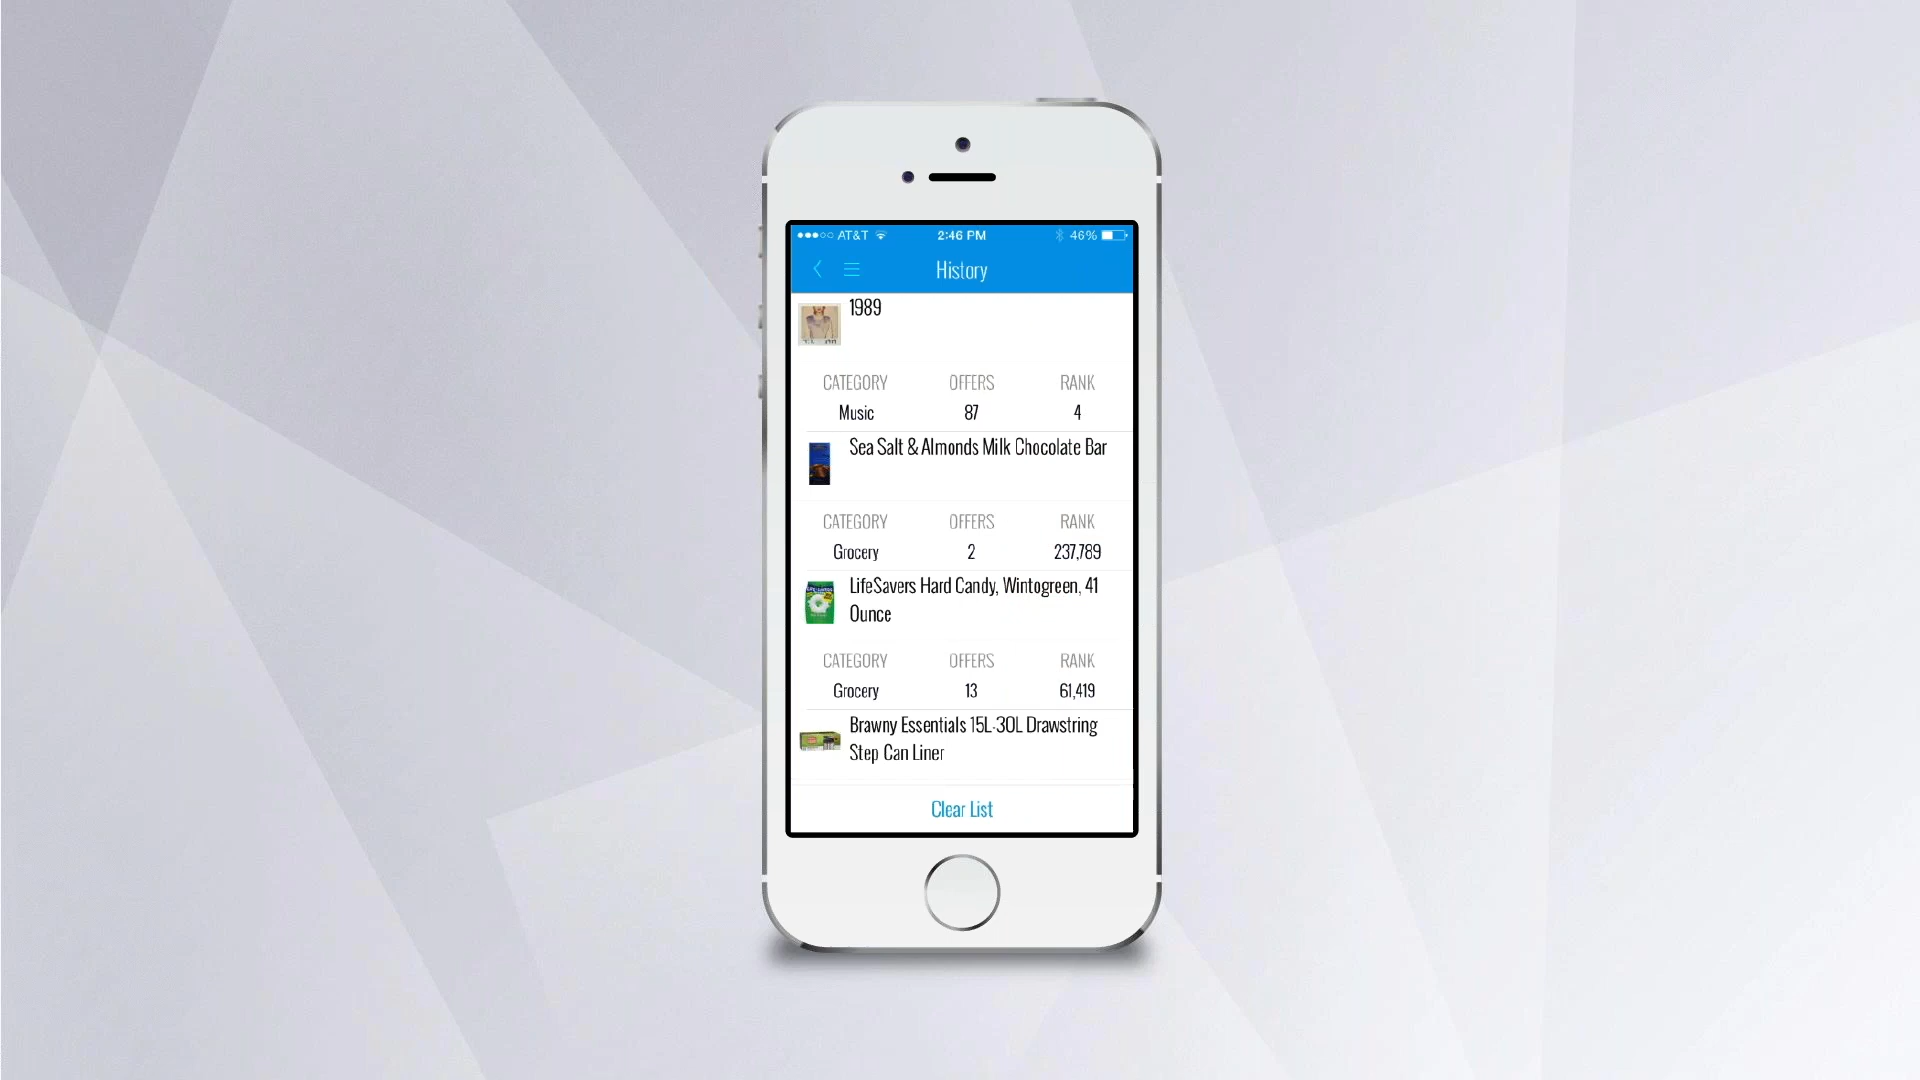 AT&T 2:46 PM 46%
History
1989
CATEGORY OFFERS RANK
Music 87 4
Sea Salt & Almonds Milk Chocolate Bar
CATEGORY OFFERS RANK
Grocery 2 237,789
LifeSavers Hard Candy, Wintogreen, 41
Ounce
CATEGORY OFFERS RANK
Grocery 13 61,419
Brawny Essentials 15L-30L Drawstring
Step Can Liner
Clear List